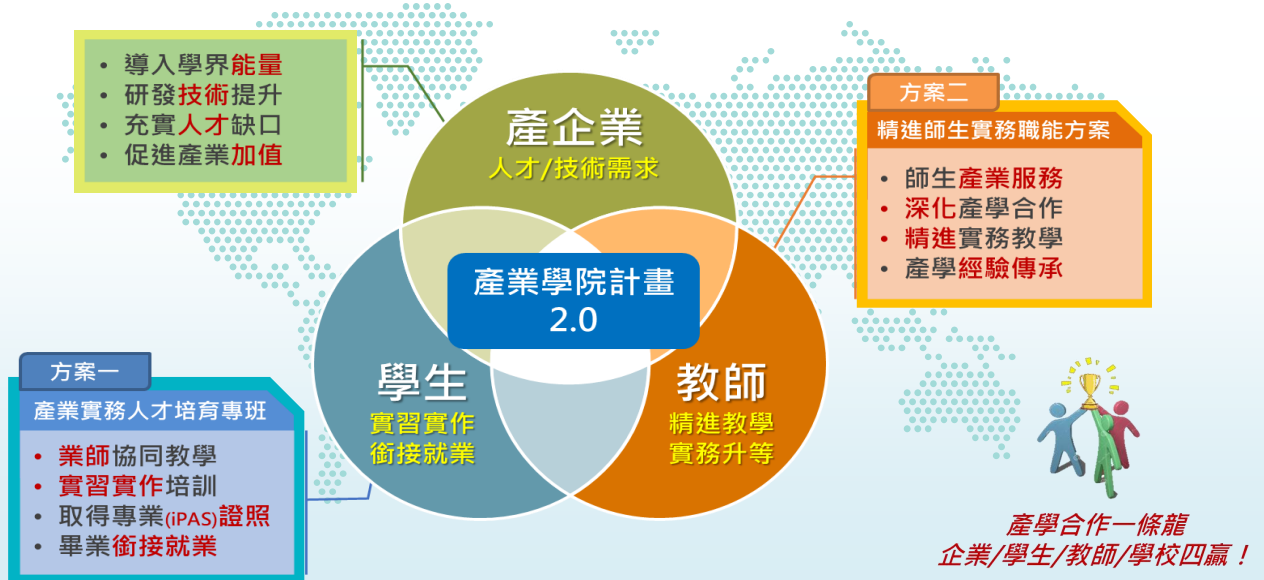 • 導入學界能量
• 研發技術提升
• 充實人才缺口
• 促進產業加值
產企業
人才/技術需求
方案二
精進師生實務職能方案
• 師生產業服務
• 深化產學合作
• 精進實務教學
• 產學經驗傳承
產業學院計畫
2.0
學生
實習實作
銜接就業
教師
精進教學
實務升等
方案一
產業實務人才培育專班
• 業師協同教學
• 實習實作培訓
• 取得專業(iPAS)證照
• 畢業銜接就業
產學合作一條龍
企業/學生/教師/學校四贏！